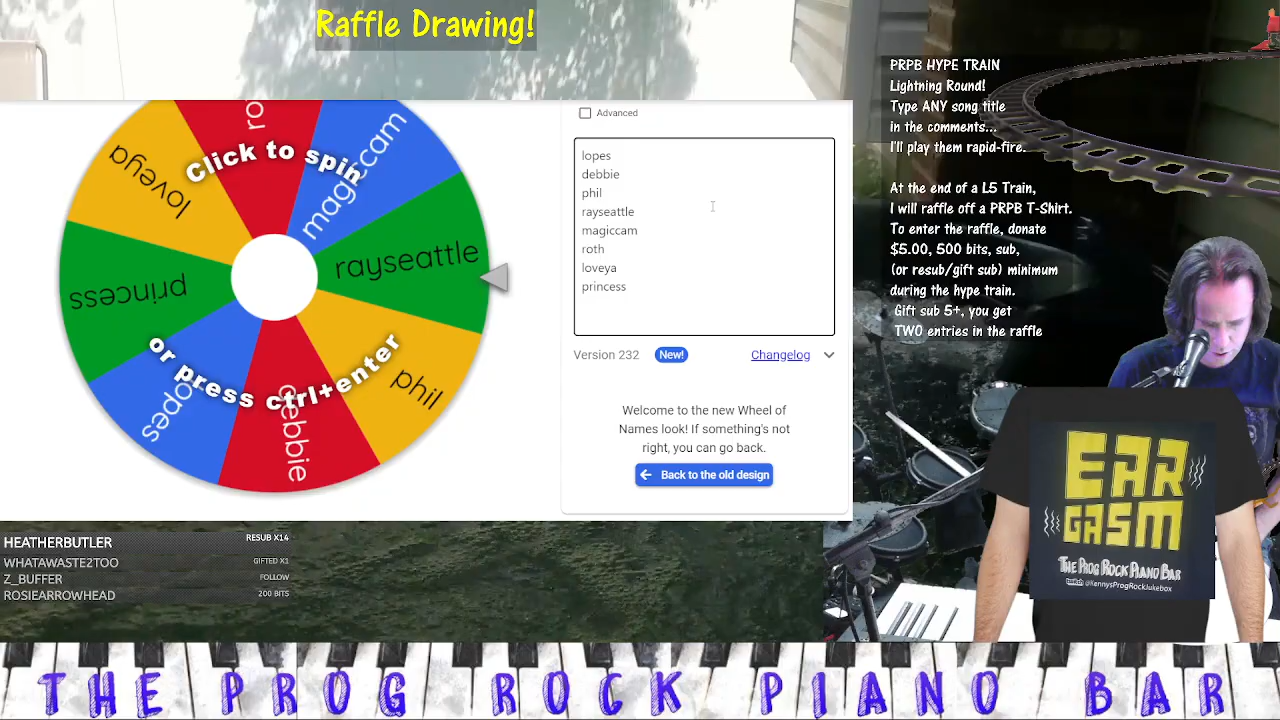 Raffle Drawing!
Click to spin
or press ctrl+enter
magiccam
rayseattle
phil
debbie
lopes
princess
loveya
Advanced
lopes
debbie
phil
rayseattle
magiccam
roth
loveya
princess
Version 232 New! Changelog
Welcome to the new Wheel of
Names look! If something's not
right, you can go back.
Back to the old design
PRPB HYPE TRAIN
Lightning Round!
Type ANY song title
in the comments...
I'll play them rapid-fire.
At the end of a L5 Train,
I will raffle off a PRPB T-Shirt.
To enter the raffle, donate
$5.00, 500 bits, sub,
(or resub/gift sub) minimum
during the hype train.
Gift sub 5+, you get
TWO entries in the raffle
EAR
GASM
THE PROG ROCK PIANO BAR
twitch @KennysProgRockJukebox
HEATHERBUTLER RESUB X14
WHATAWASTE2TOO GIFTED X1
Z_BUFFER FOLLOW
ROSIEARROWHEAD 200 BITS
THE PROG ROCK PIANO BAR